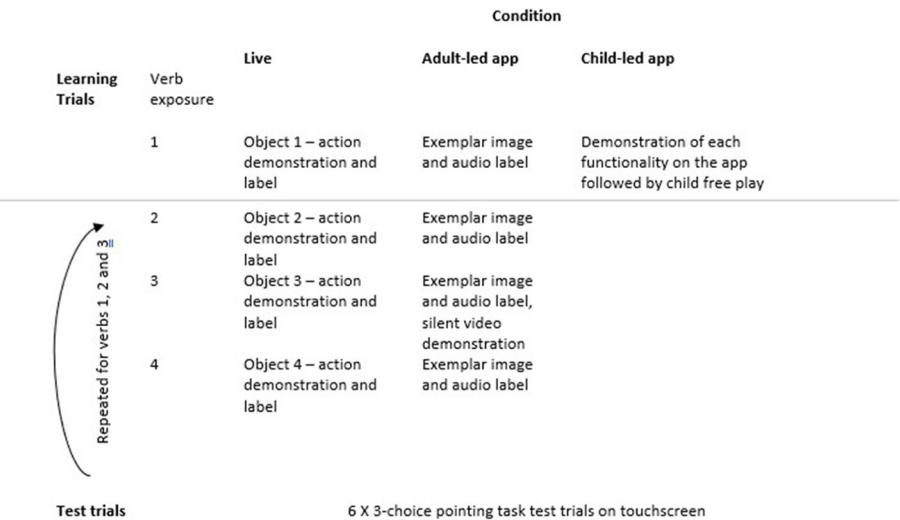 Condition
Live Adult-led app Child-led app
Learning Verb
Trials exposure
1 Object 1 – action Exemplar image Demonstration of each
demonstration and and audio label functionality on the app
label followed by child free play
2 Object 2 – action Exemplar image
demonstration and and audio label
label
3 Object 3 – action Exemplar image
demonstration and and audio label,
label silent video
demonstration
4 Object 4 – action Exemplar image
demonstration and and audio label
label
Repeated for verbs 1, 2 and 3
Test trials 6 X 3-choice pointing task test trials on touchscreen